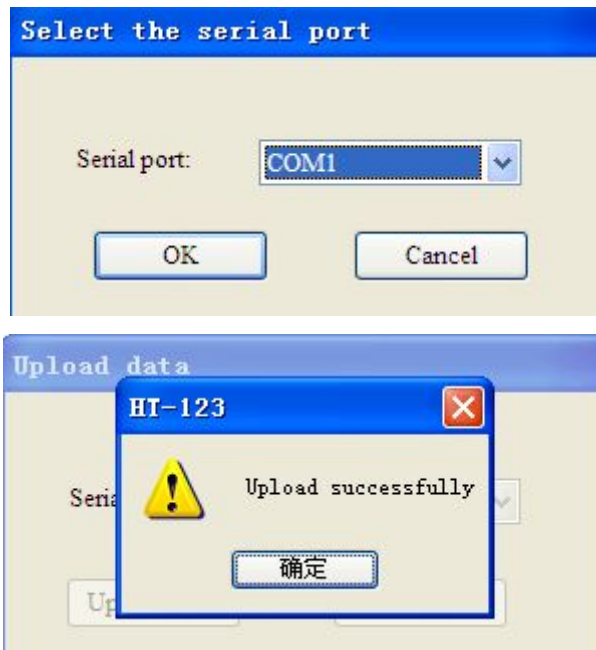 Select the serial port
Serial port:
COM1
OK
Cancel
Upload data
HT-123
Upload successfully
确定